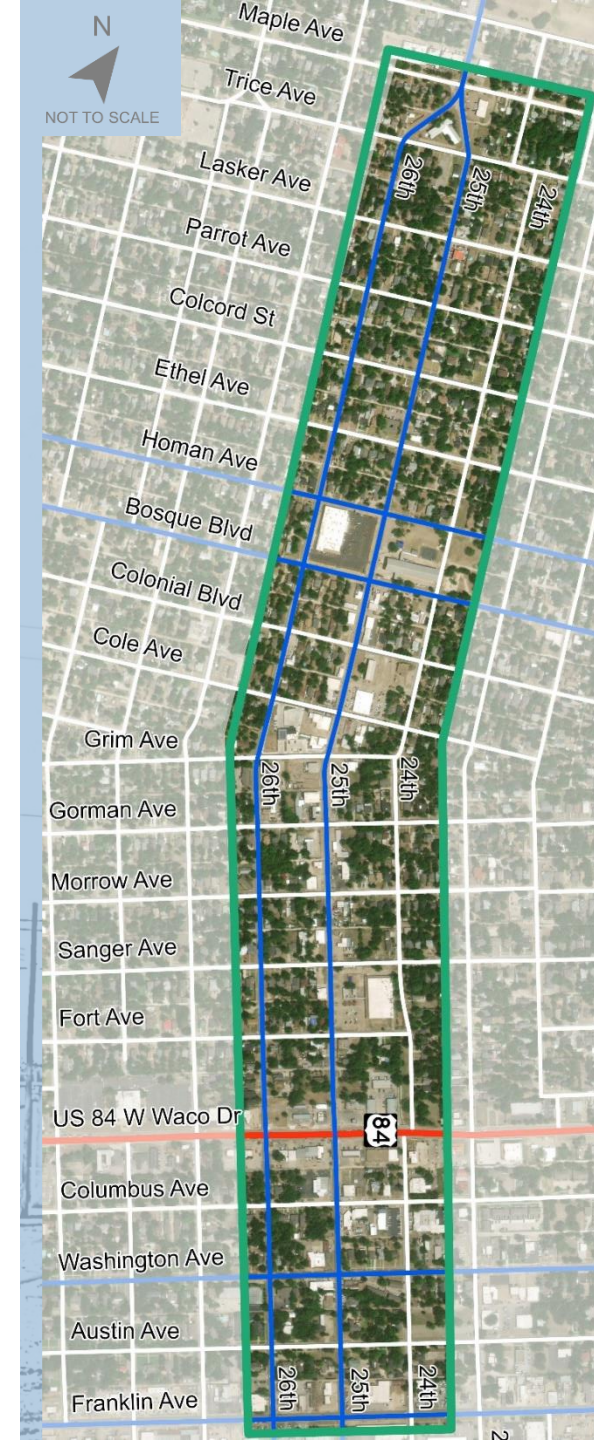 N
NOT TO SCALE
Maple Ave
Trice Ave
Lasker Ave
26th
25th
24th
Parrot Ave
Colcord St
Ethel Ave
Homan Ave
Bosque Blvd
Colonial Blvd
Cole Ave
Grim Ave
26th
25th
24th
Gorman Ave
Morrow Ave
Sanger Ave
Fort Ave
US 84 W Waco Dr
84
Columbus Ave
Washington Ave
Austin Ave
26th
25th
24th
Franklin Ave
2